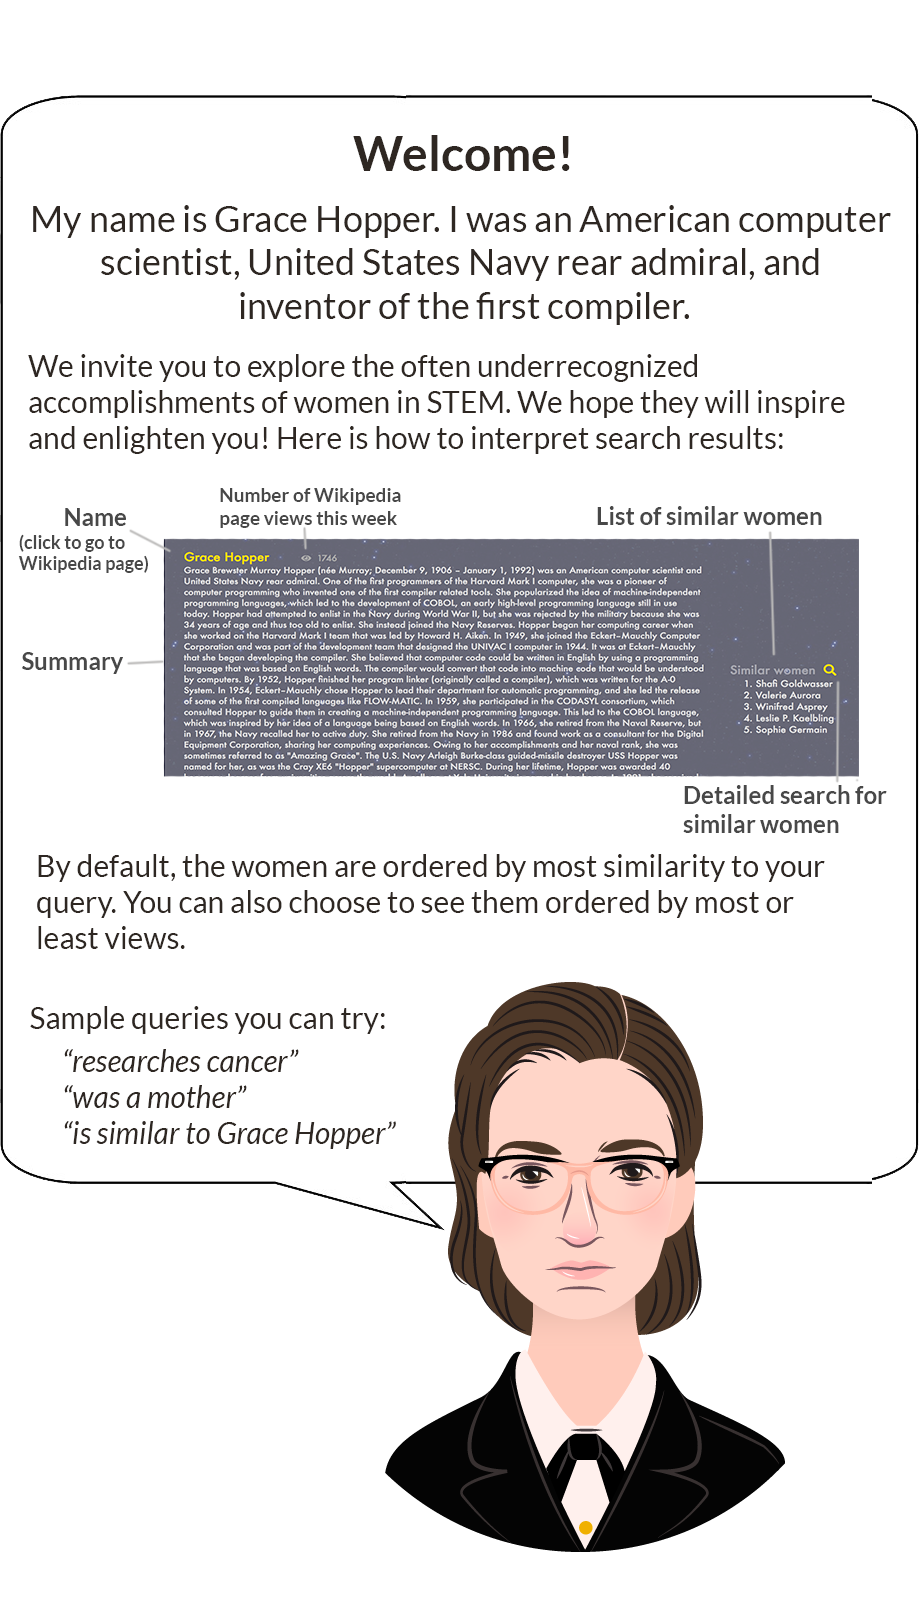 Welcome!
My name is Grace Hopper. I was an American computer
scientist, United States Navy rear admiral, and
inventor of the first compiler.
We invite you to explore the often underrecognized
accomplishments of women in STEM. We hope they will inspire
and enlighten you! Here is how to interpret search results:
Name
(click to go to
Wikipedia page)
Number of Wikipedia
page views this week
List of similar women
Summary
Grace Hopper 1746
Grace Brewster Murray Hopper (née Murray; December 9, 1906 – January 1, 1992) was an American computer scientist and
United States Navy rear admiral. One of the first programmers of the Harvard Mark I computer, she was a pioneer of
computer programming who invented one of the first compiler related tools. She popularized the idea of machine-independent
programming languages, which led to the development of COBOL, an early high-level programming language still in use
today. Hopper had attempted to enlist in the Navy during World War II, but she was rejected by the military because she was
34 years of age and thus too old to enlist. She instead joined the Navy Reserves. Hopper began her computing career when
she worked on the Harvard Mark I team that was led by Howard H. Aiken. In 1949, she joined the Eckert–Mauchly Computer
Corporation and was part of the development team that designed the UNIVAC I computer in 1944. It was at Eckert–Mauchly
that she began developing the compiler. She believed that computer code could be written in English by using a programming
language that was based on English words. The compiler would convert that code into machine code that would be understood
by computers. By 1952, Hopper finished her program linker (originally called a compiler), which was written for the A-0
System. In 1954, Eckert–Mauchly chose Hopper to lead their department for automatic programming, and she led the release
of some of the first compiled languages like FLOW-MATIC. In 1959, she participated in the CODASYL consortium, which
consulted Hopper to guide them in creating a machine-independent programming language. This led to the COBOL language,
which was inspired by her idea of a language being based on English words. In 1966, she retired from the Naval Reserve, but
in 1967, the Navy recalled her to active duty. She retired from the Navy in 1986 and found work as a consultant for the Digital
Equipment Corporation, sharing her computing experiences. Owing to her accomplishments and her naval rank, she was
sometimes referred to as "Amazing Grace". The U.S. Navy Arleigh Burke-class guided-missile destroyer USS Hopper was
named for her, as was the Cray XE6 "Hopper" supercomputer at NERSC. During her lifetime, Hopper was awarded 40
Similar women
1. Shafi Goldwasser
2. Valerie Aurora
3. Winifred Asprey
4. Leslie P. Kaelbling
5. Sophie Germain
Detailed search for
similar women
By default, the women are ordered by most similarity to your
query. You can also choose to see them ordered by most or
least views.
Sample queries you can try:
“researches cancer”
“was a mother”
“is similar to Grace Hopper”